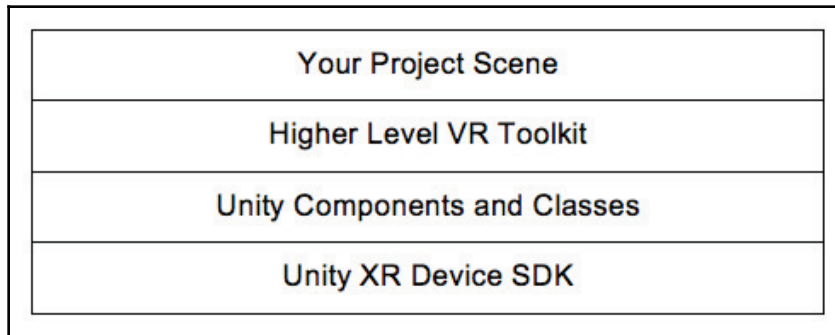 Your Project Scene
Higher Level VR Toolkit
Unity Components and Classes
Unity XR Device SDK